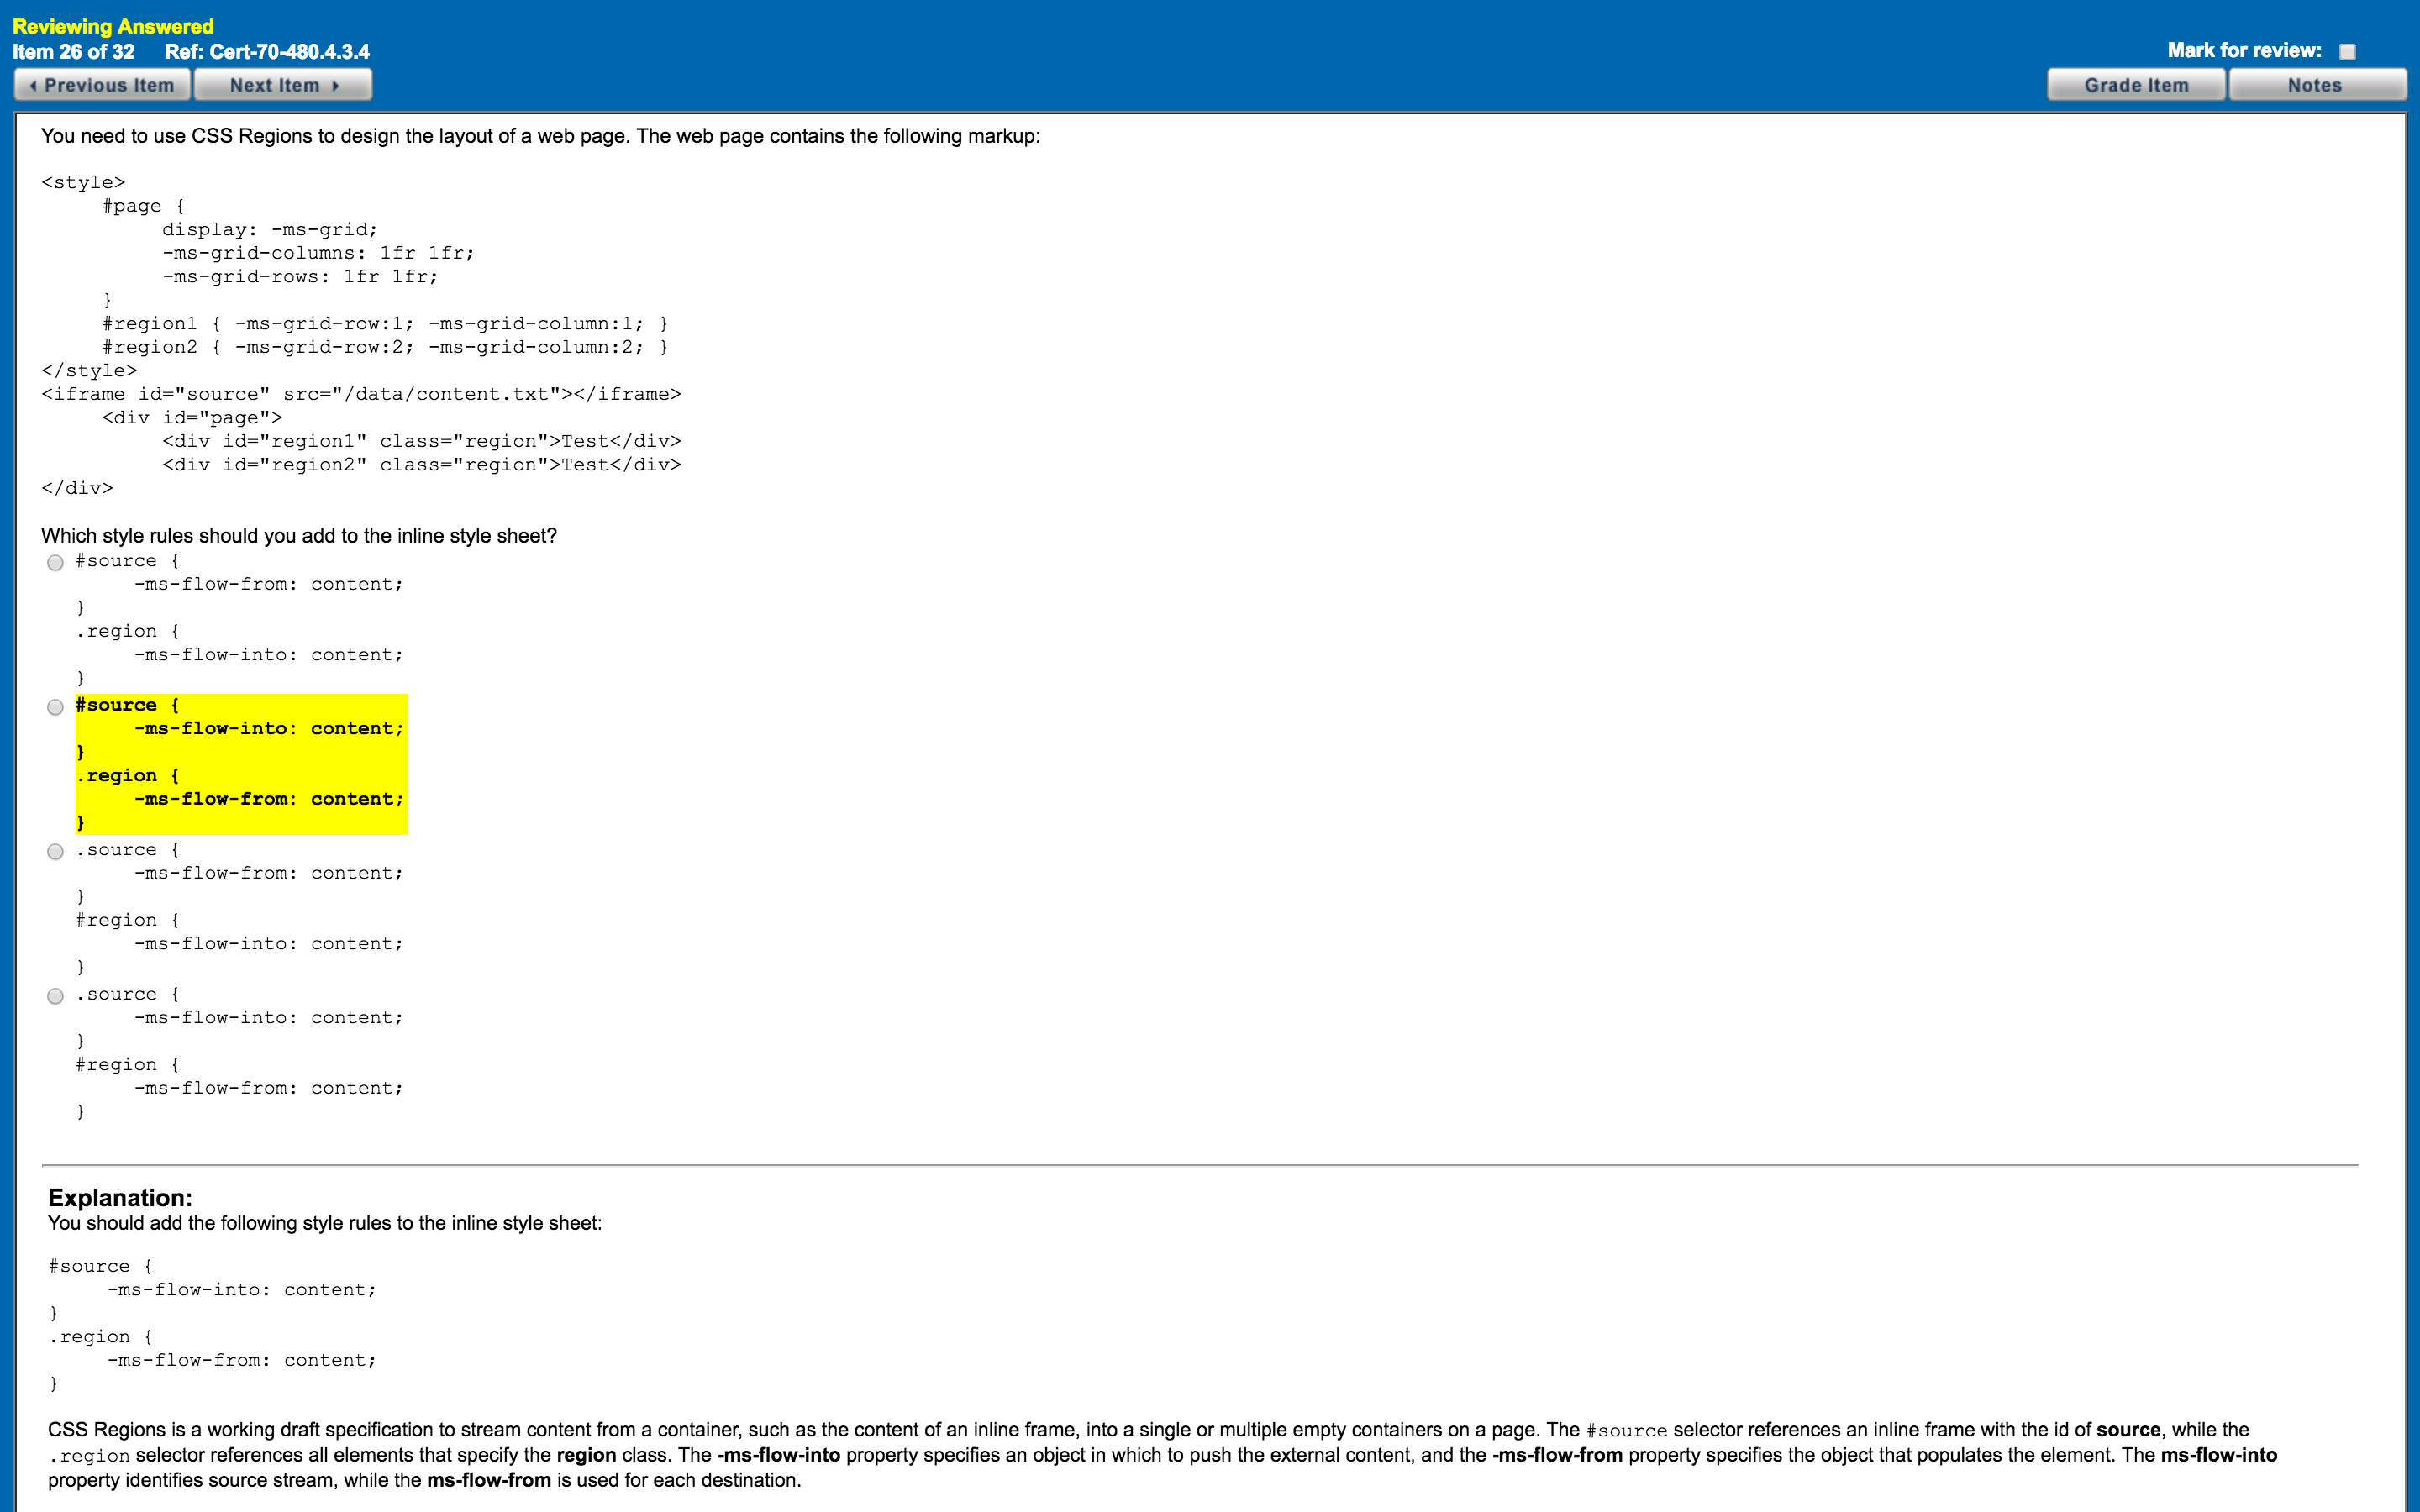 Reviewing Answered
Item 26 of 32 Ref: Cert-70-480.4.3.4
Mark for review:
Previous Item Next Item Grade Item Notes
You need to use CSS Regions to design the layout of a web page. The web page contains the following markup:
<style>
#page {
display: -ms-grid;
-ms-grid-columns: 1fr 1fr;
-ms-grid-rows: 1fr 1fr;
}
#region1 { -ms-grid-row:1; -ms-grid-column:1; }
#region2 { -ms-grid-row:2; -ms-grid-column:2; }
</style>
<iframe id="source" src="/data/content.txt"></iframe>
<div id="page">
<div id="region1" class="region">Test</div>
<div id="region2" class="region">Test</div>
</div>
Which style rules should you add to the inline style sheet?
#source {
-ms-flow-from: content;
}
.region {
-ms-flow-into: content;
}
#source {
-ms-flow-into: content;
}
.region {
-ms-flow-from: content;
}
.source {
-ms-flow-from: content;
}
#region {
-ms-flow-into: content;
}
.source {
-ms-flow-into: content;
}
#region {
-ms-flow-from: content;
}
Explanation:
You should add the following style rules to the inline style sheet:
#source {
-ms-flow-into: content;
}
.region {
-ms-flow-from: content;
}
CSS Regions is a working draft specification to stream content from a container, such as the content of an inline frame, into a single or multiple empty containers on a page. The #source selector references an inline frame with the id of source, while the
.region selector references all elements that specify the region class. The -ms-flow-into property specifies an object in which to push the external content, and the -ms-flow-from property specifies the object that populates the element. The ms-flow-into
property identifies source stream, while the ms-flow-from is used for each destination.